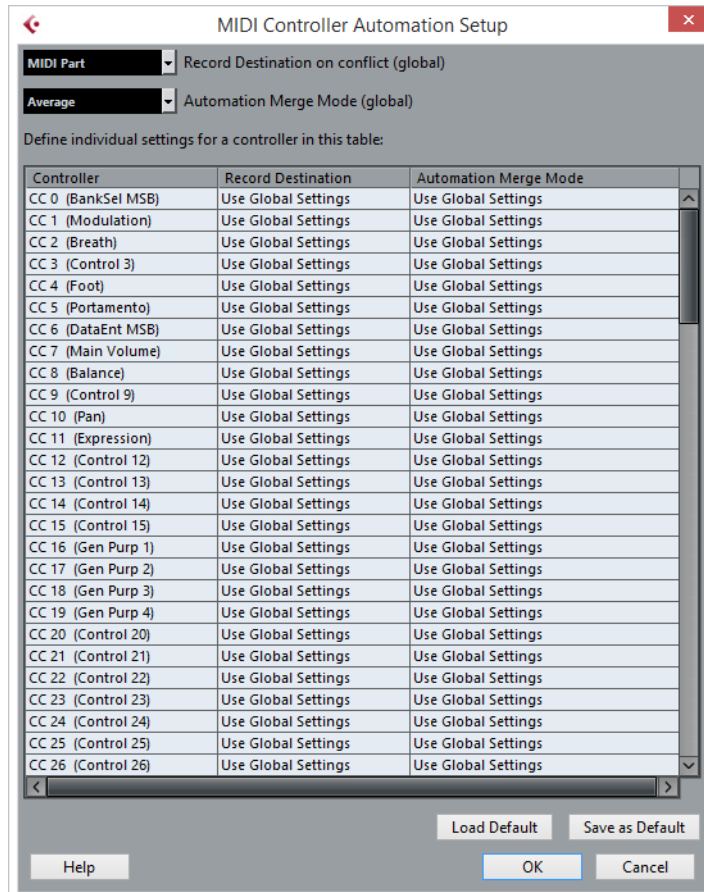 MIDI Controller Automation Setup
MIDI Part Record Destination on conflict (global)
Average Automation Merge Mode (global)
Define individual settings for a controller in this table:
Controller Record Destination Automation Merge Mode
CC 0 (BankSel MSB) Use Global Settings Use Global Settings
CC 1 (Modulation) Use Global Settings Use Global Settings
CC 2 (Breath) Use Global Settings Use Global Settings
CC 3 (Control 3) Use Global Settings Use Global Settings
CC 4 (Foot) Use Global Settings Use Global Settings
CC 5 (Portamento) Use Global Settings Use Global Settings
CC 6 (DataEnt MSB) Use Global Settings Use Global Settings
CC 7 (Main Volume) Use Global Settings Use Global Settings
CC 8 (Balance) Use Global Settings Use Global Settings
CC 9 (Control 9) Use Global Settings Use Global Settings
CC 10 (Pan) Use Global Settings Use Global Settings
CC 11 (Expression) Use Global Settings Use Global Settings
CC 12 (Control 12) Use Global Settings Use Global Settings
CC 13 (Control 13) Use Global Settings Use Global Settings
CC 14 (Control 14) Use Global Settings Use Global Settings
CC 15 (Control 15) Use Global Settings Use Global Settings
CC 16 (Gen Purp 1) Use Global Settings Use Global Settings
CC 17 (Gen Purp 2) Use Global Settings Use Global Settings
CC 18 (Gen Purp 3) Use Global Settings Use Global Settings
CC 19 (Gen Purp 4) Use Global Settings Use Global Settings
CC 20 (Control 20) Use Global Settings Use Global Settings
CC 21 (Control 21) Use Global Settings Use Global Settings
CC 22 (Control 22) Use Global Settings Use Global Settings
CC 23 (Control 23) Use Global Settings Use Global Settings
CC 24 (Control 24) Use Global Settings Use Global Settings
CC 25 (Control 25) Use Global Settings Use Global Settings
CC 26 (Control 26) Use Global Settings Use Global Settings
Load Default Save as Default
Help OK Cancel